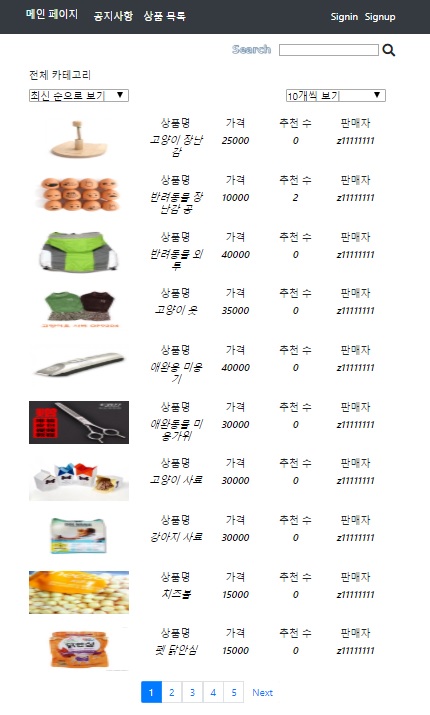 메인 페이지 공지사항 상품 목록 Signin Signup
Search
전체 카테고리
최신 순으로 보기 ▼ 10개씩 보기 ▼
상품명 가격 추천 수 판매자
고양이 장난 25000 0 z11111111
감
상품명 가격 추천 수 판매자
반려동물 장 10000 2 z11111111
난감 공
상품명 가격 추천 수 판매자
반려동물 외 40000 0 z11111111
투
상품명 가격 추천 수 판매자
고양이 옷 35000 0 z11111111
상품명 가격 추천 수 판매자
애완용 미용 40000 0 z11111111
기
상품명 가격 추천 수 판매자
애완동물 미 30000 0 z11111111
용가위
상품명 가격 추천 수 판매자
고양이 사료 30000 0 z11111111
상품명 가격 추천 수 판매자
강아지 사료 30000 0 z11111111
상품명 가격 추천 수 판매자
치즈볼 15000 0 z11111111
상품명 가격 추천 수 판매자
펫 닭안심 15000 0 z11111111
1 2 3 4 5 Next